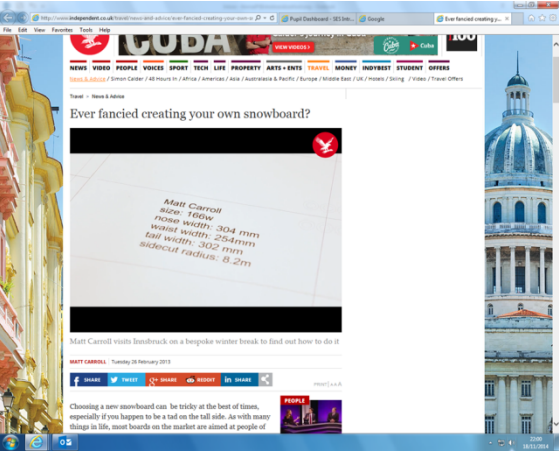 http://www.independent.co.uk/travel/news-and-advice/ever-fancied-creating-your-own-s
Pupil Dashboard - SES Int...
Google
Ever fancied creating y...
File Edit View Favorites Tools Help
CUBA
VIEW VIDEOS
Cuba
100
NEWS VIDEO PEOPLE VOICES SPORT TECH LIFE PROPERTY ARTS + ENTS TRAVEL MONEY INDYBEST STUDENT OFFERS
News & Advice / Simon Calder / 48 Hours In / Africa / Americas / Asia / Australasia & Pacific / Europe / Middle East / UK / Hotels / Skiing / Video / Travel Offers
Travel > News & Advice
Ever fancied creating your own snowboard?
Matt Carroll
size: 166w
nose width: 304 mm
waist width: 254mm
tail width: 302 mm
sidecut radius: 8.2m
Matt Carroll visits Innsbruck on a bespoke winter break to find out how to do it
MATT CARROLL Tuesday 26 February 2013
SHARE TWEET SHARE REDDIT SHARE
PRINT A A A
Choosing a new snowboard can be tricky at the best of times,
especially if you happen to be a tad on the tall side. As with many
things in life, most boards on the market are aimed at people of
PEOPLE
22:00
18/11/2014